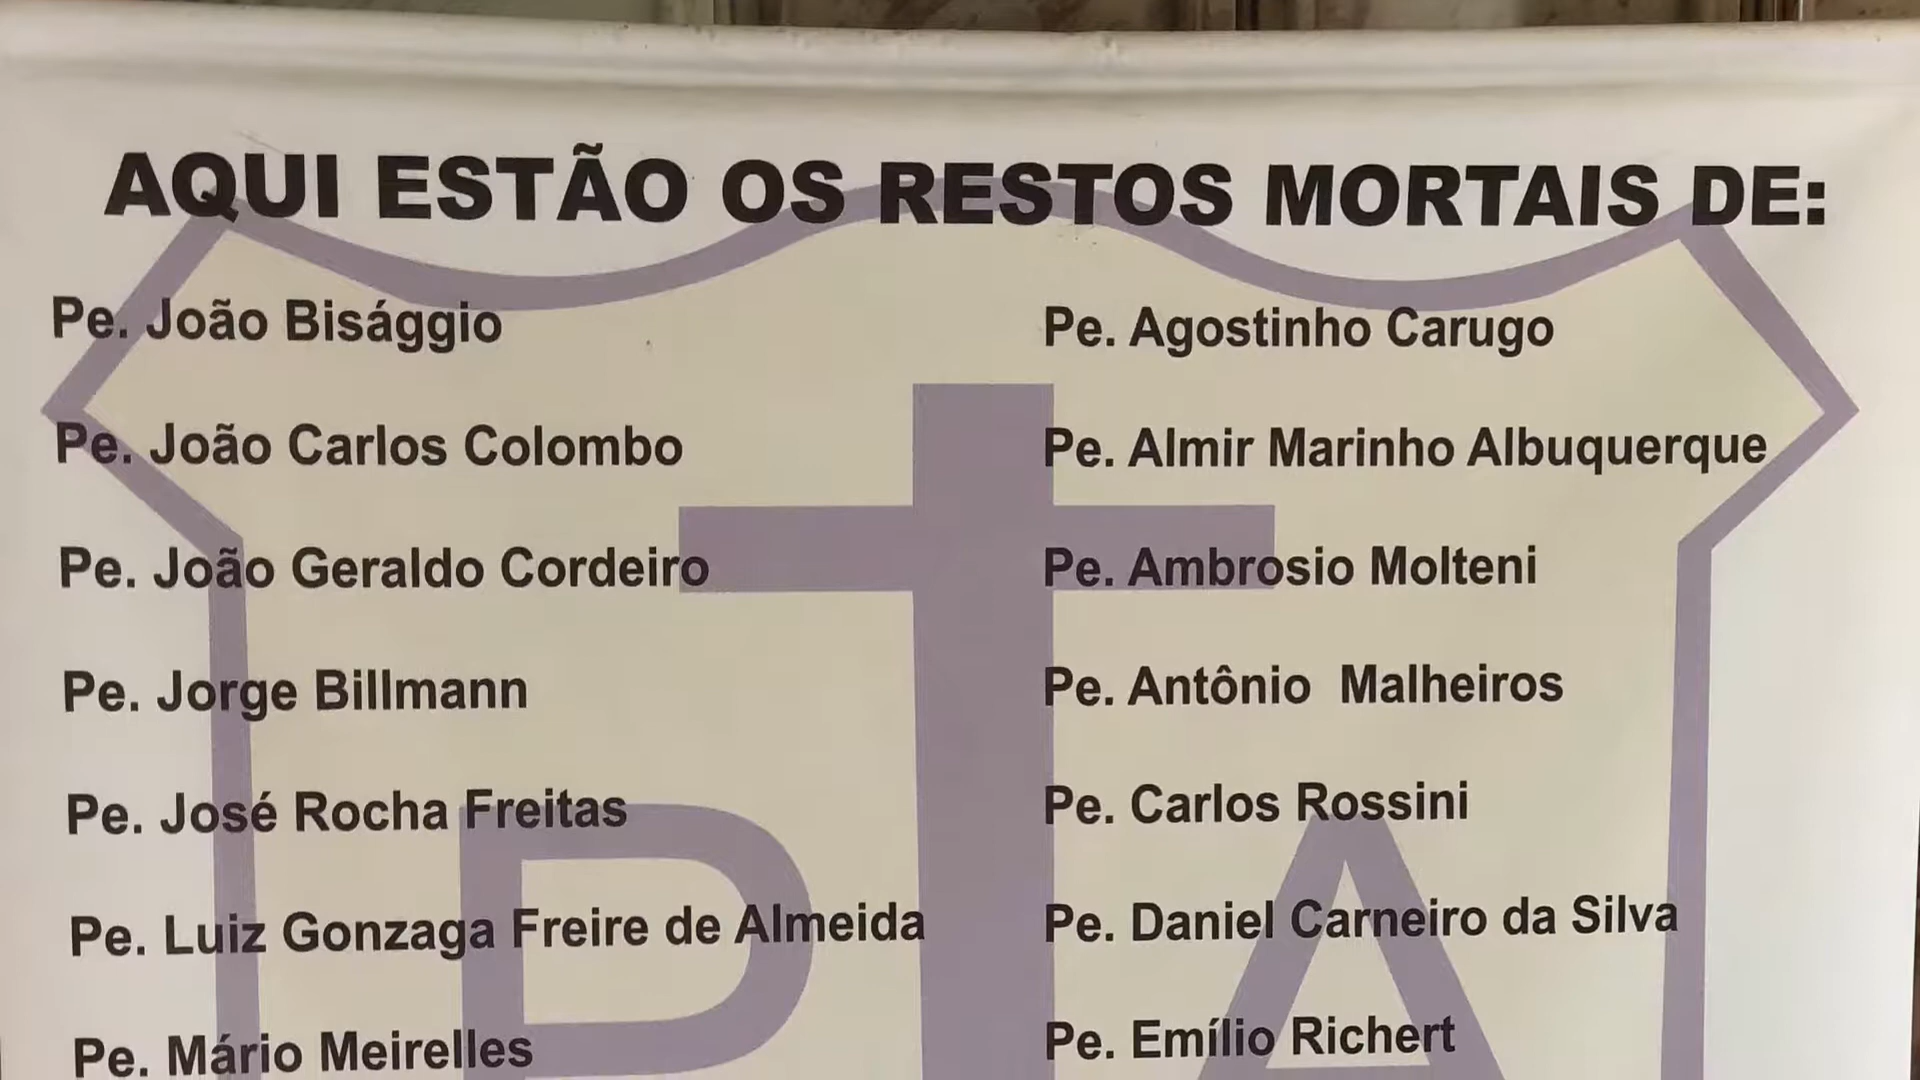 AQUI ESTÃO OS RESTOS MORTAIS DE:
Pe. João Bisággio
Pe. João Carlos Colombo
Pe. João Geraldo Cordeiro
Pe. Jorge Billmann
Pe. José Rocha Freitas
Pe. Luiz Gonzaga Freire de Almeida
Pe. Mário Meirelles
Pe. Agostinho Carugo
Pe. Almir Marinho Albuquerque
Pe. Ambrosio Molteni
Pe. Antônio Malheiros
Pe. Carlos Rossini
Pe. Daniel Carneiro da Silva
Pe. Emílio Richert
P A